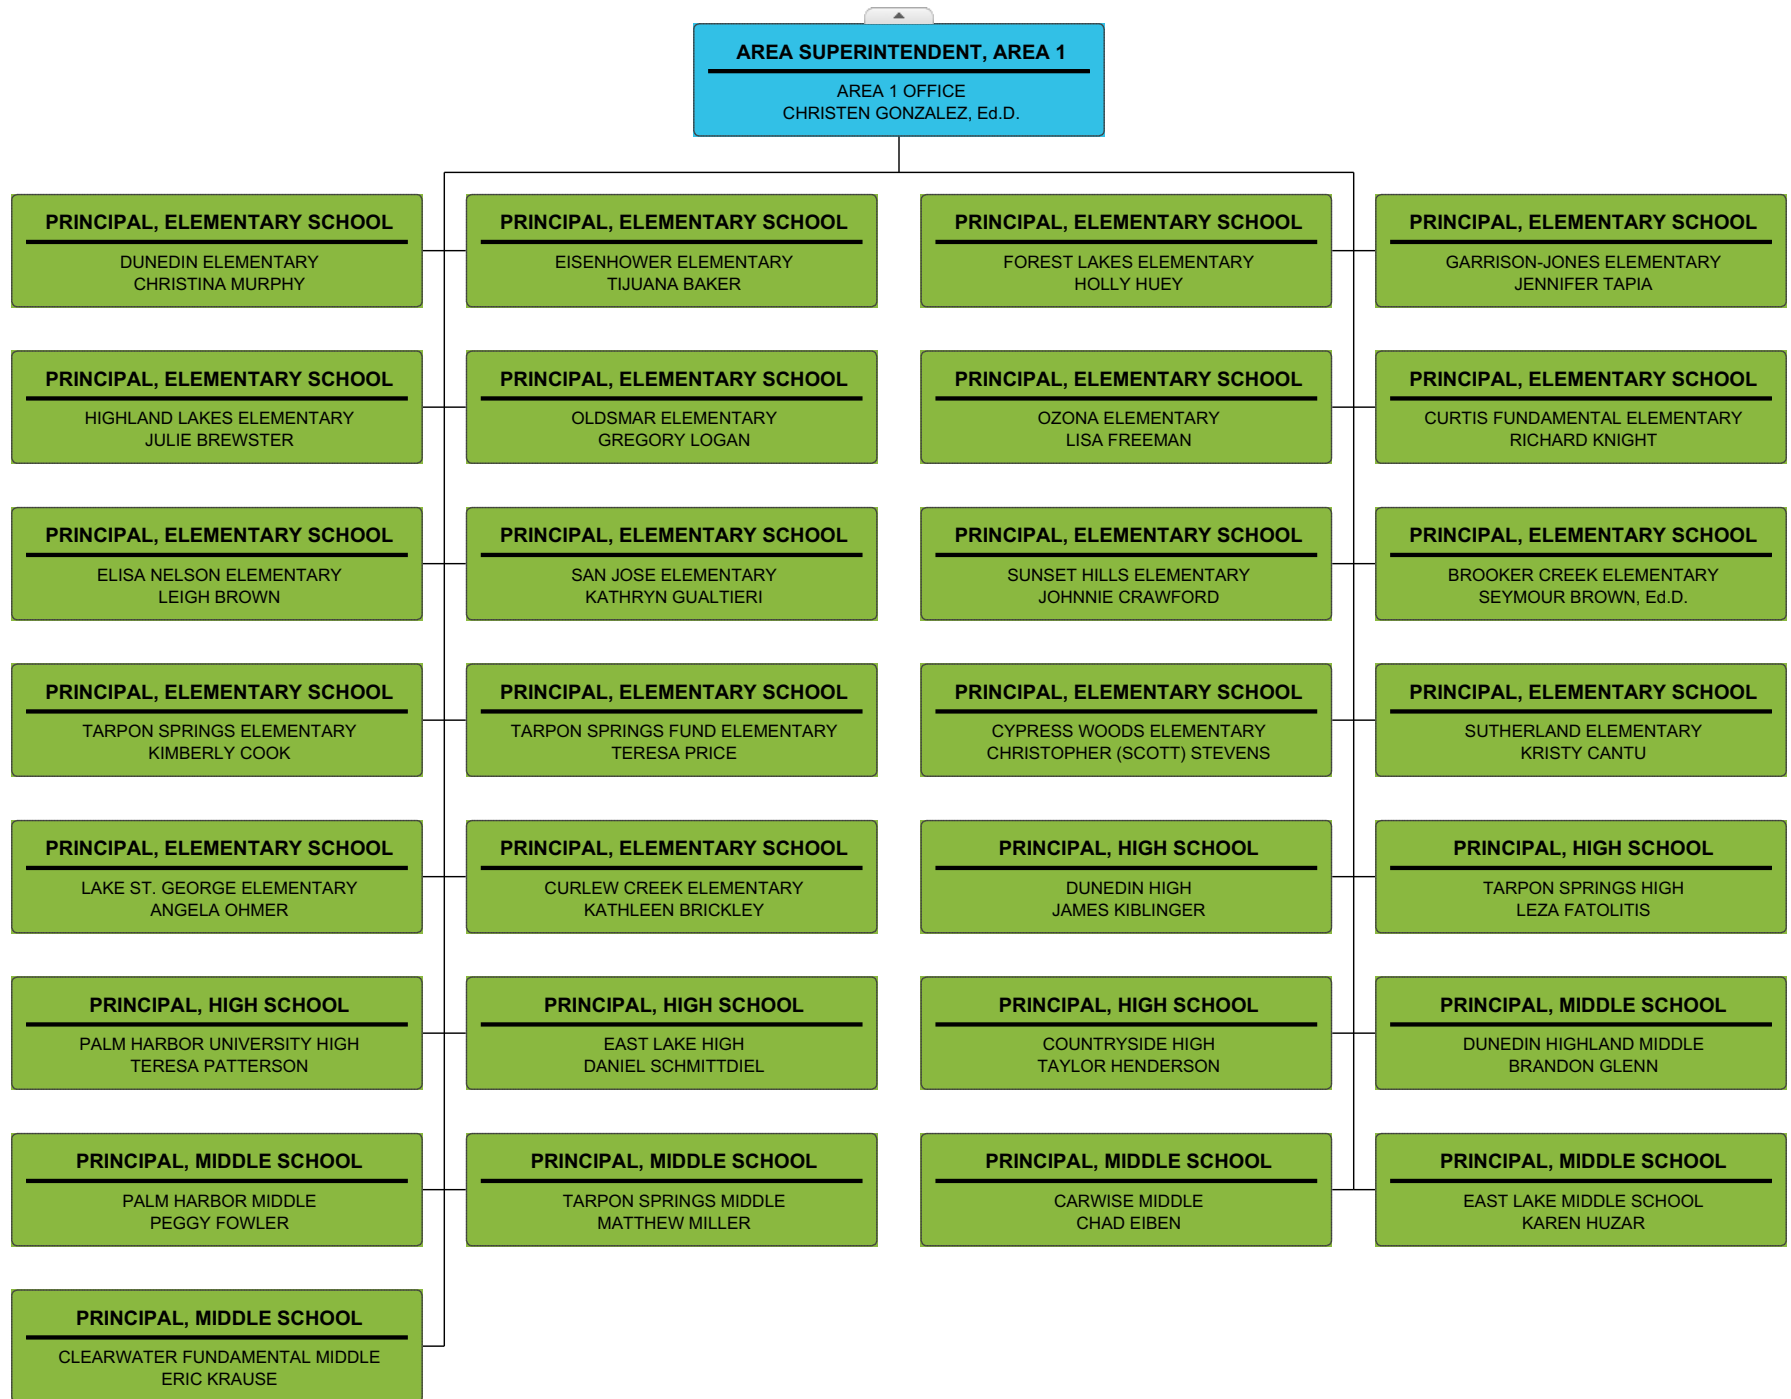 AREA SUPERINTENDENT, AREA 1
AREA 1 OFFICE
CHRISTEN GONZALEZ, Ed.D.
PRINCIPAL, ELEMENTARY SCHOOL
DUNEDIN ELEMENTARY
CHRISTINA MURPHY
PRINCIPAL, ELEMENTARY SCHOOL
EISENHOWER ELEMENTARY
TIJUANA BAKER
PRINCIPAL, ELEMENTARY SCHOOL
FOREST LAKES ELEMENTARY
HOLLY HUEY
PRINCIPAL, ELEMENTARY SCHOOL
GARRISON-JONES ELEMENTARY
JENNIFER TAPIA
PRINCIPAL, ELEMENTARY SCHOOL
HIGHLAND LAKES ELEMENTARY
JULIE BREWSTER
PRINCIPAL, ELEMENTARY SCHOOL
OLDSMAR ELEMENTARY
GREGORY LOGAN
PRINCIPAL, ELEMENTARY SCHOOL
OZONA ELEMENTARY
LISA FREEMAN
PRINCIPAL, ELEMENTARY SCHOOL
CURTIS FUNDAMENTAL ELEMENTARY
RICHARD KNIGHT
PRINCIPAL, ELEMENTARY SCHOOL
ELISA NELSON ELEMENTARY
LEIGH BROWN
PRINCIPAL, ELEMENTARY SCHOOL
SAN JOSE ELEMENTARY
KATHRYN GUALTIERI
PRINCIPAL, ELEMENTARY SCHOOL
SUNSET HILLS ELEMENTARY
JOHNNIE CRAWFORD
PRINCIPAL, ELEMENTARY SCHOOL
BROOKER CREEK ELEMENTARY
SEYMOUR BROWN, Ed.D.
PRINCIPAL, ELEMENTARY SCHOOL
TARPON SPRINGS ELEMENTARY
KIMBERLY COOK
PRINCIPAL, ELEMENTARY SCHOOL
TARPON SPRINGS FUND ELEMENTARY
TERESA PRICE
PRINCIPAL, ELEMENTARY SCHOOL
CYPRESS WOODS ELEMENTARY
CHRISTOPHER (SCOTT) STEVENS
PRINCIPAL, ELEMENTARY SCHOOL
SUTHERLAND ELEMENTARY
KRISTY CANTU
PRINCIPAL, ELEMENTARY SCHOOL
LAKE ST. GEORGE ELEMENTARY
ANGELA OHMER
PRINCIPAL, ELEMENTARY SCHOOL
CURLEW CREEK ELEMENTARY
KATHLEEN BRICKLEY
PRINCIPAL, HIGH SCHOOL
DUNEDIN HIGH
JAMES KIBLINGER
PRINCIPAL, HIGH SCHOOL
TARPON SPRINGS HIGH
LEZA FATOLITIS
PRINCIPAL, HIGH SCHOOL
PALM HARBOR UNIVERSITY HIGH
TERESA PATTERSON
PRINCIPAL, HIGH SCHOOL
EAST LAKE HIGH
DANIEL SCHMITTDIEL
PRINCIPAL, HIGH SCHOOL
COUNTRYSIDE HIGH
TAYLOR HENDERSON
PRINCIPAL, MIDDLE SCHOOL
DUNEDIN HIGHLAND MIDDLE
BRANDON GLENN
PRINCIPAL, MIDDLE SCHOOL
PALM HARBOR MIDDLE
PEGGY FOWLER
PRINCIPAL, MIDDLE SCHOOL
TARPON SPRINGS MIDDLE
MATTHEW MILLER
PRINCIPAL, MIDDLE SCHOOL
CARWISE MIDDLE
CHAD EIBEN
PRINCIPAL, MIDDLE SCHOOL
EAST LAKE MIDDLE SCHOOL
KAREN HUZAR
PRINCIPAL, MIDDLE SCHOOL
CLEARWATER FUNDAMENTAL MIDDLE
ERIC KRAUSE